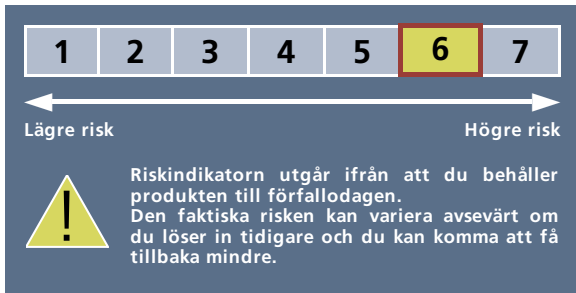 1 2 3 4 5 6 7
Lägre risk Högre risk
Riskindikatorn utgår ifrån att du behåller
produkten till förfallodagen.
Den faktiska risken kan variera avsevärt om
du löser in tidigare och du kan komma att få
tillbaka mindre.
!